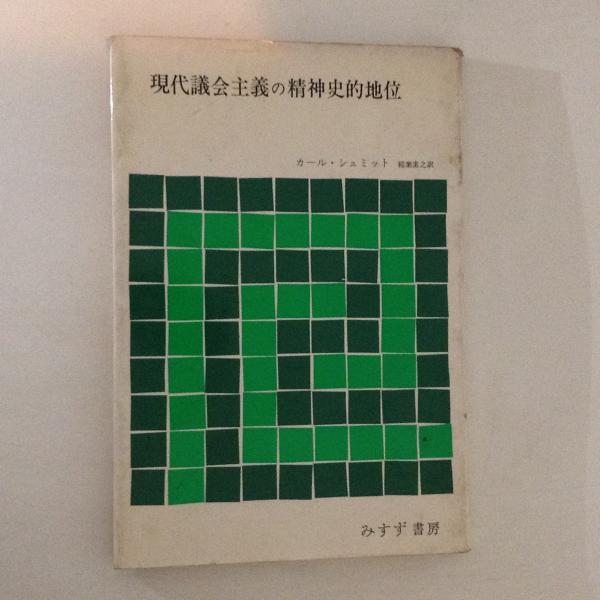 現代議会主義の精神史的地位
カール・シュミット 稲葉素之訳
みすず書房